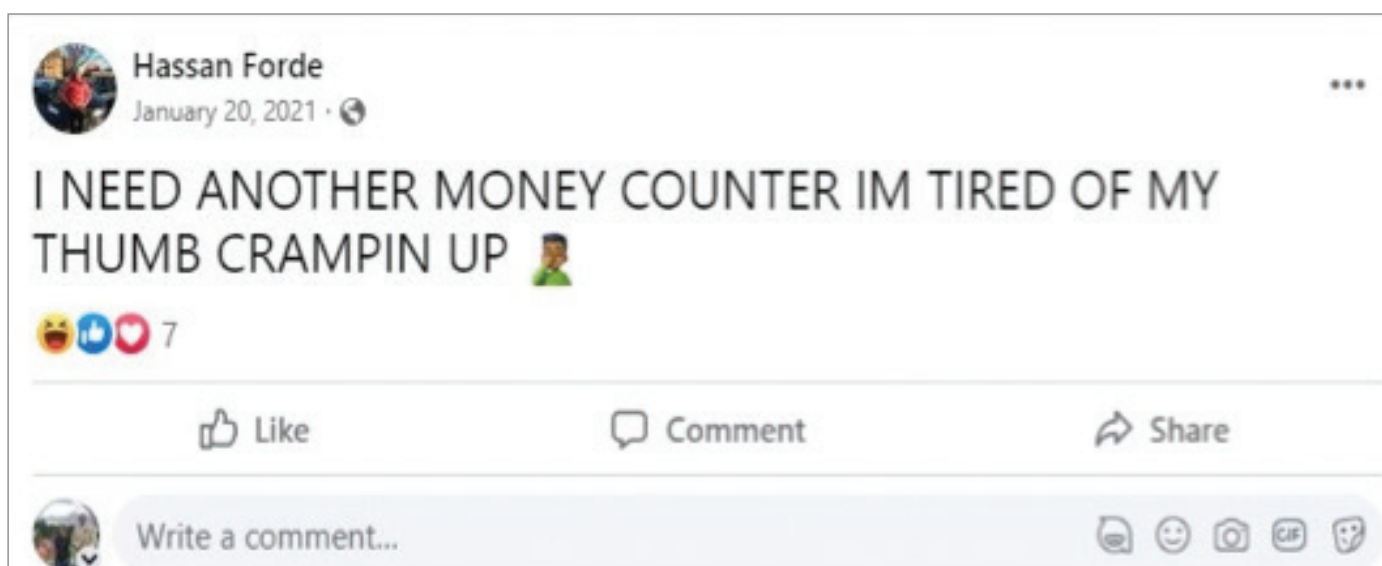 Hassan Forde
January 20, 2021 ·
I NEED ANOTHER MONEY COUNTER IM TIRED OF MY
THUMB CRAMPIN UP
7
Like Comment Share
Write a comment... GIF